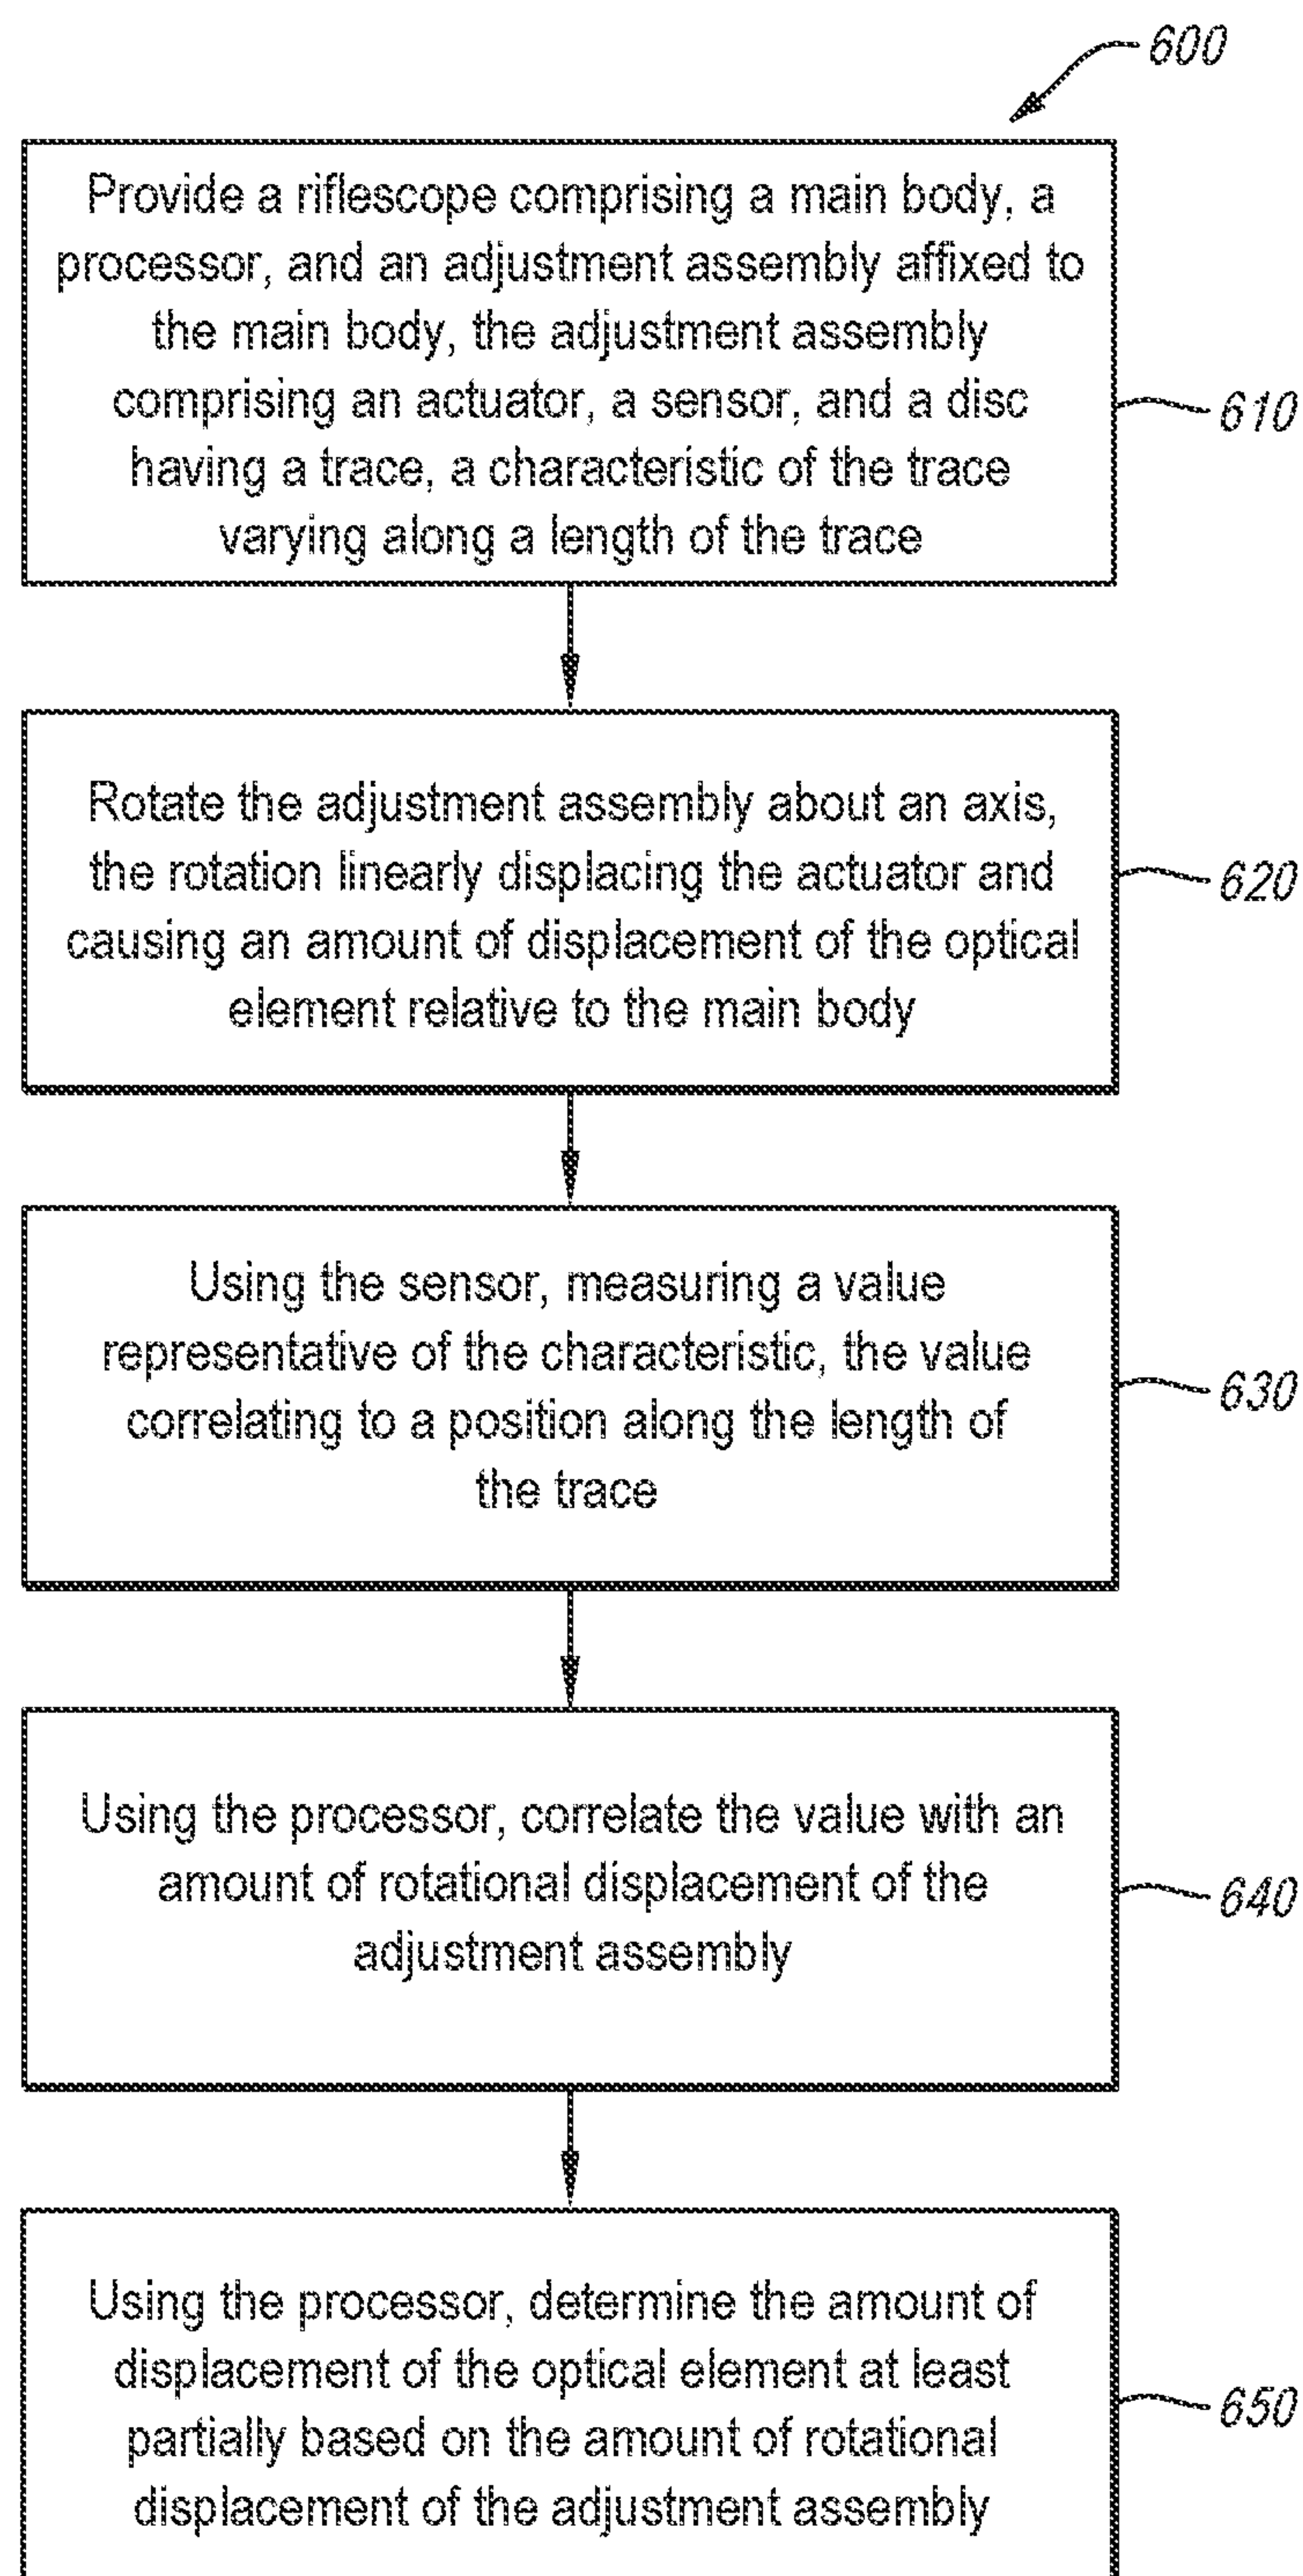 600
Provide a riflescope comprising a main body, a
processor, and an adjustment assembly affixed to
the main body, the adjustment assembly
comprising an actuator, a sensor, and a disc
having a trace, a characteristic of the trace
varying along a length of the trace
610
Rotate the adjustment assembly about an axis,
the rotation linearly displacing the actuator and
causing an amount of displacement of the optical
element relative to the main body
620
Using the sensor, measuring a value
representative of the characteristic, the value
correlating to a position along the length of
the trace
630
Using the processor, correlate the value with an
amount of rotational displacement of the
adjustment assembly
640
Using the processor, determine the amount of
displacement of the optical element at least
partially based on the amount of rotational
displacement of the adjustment assembly
650